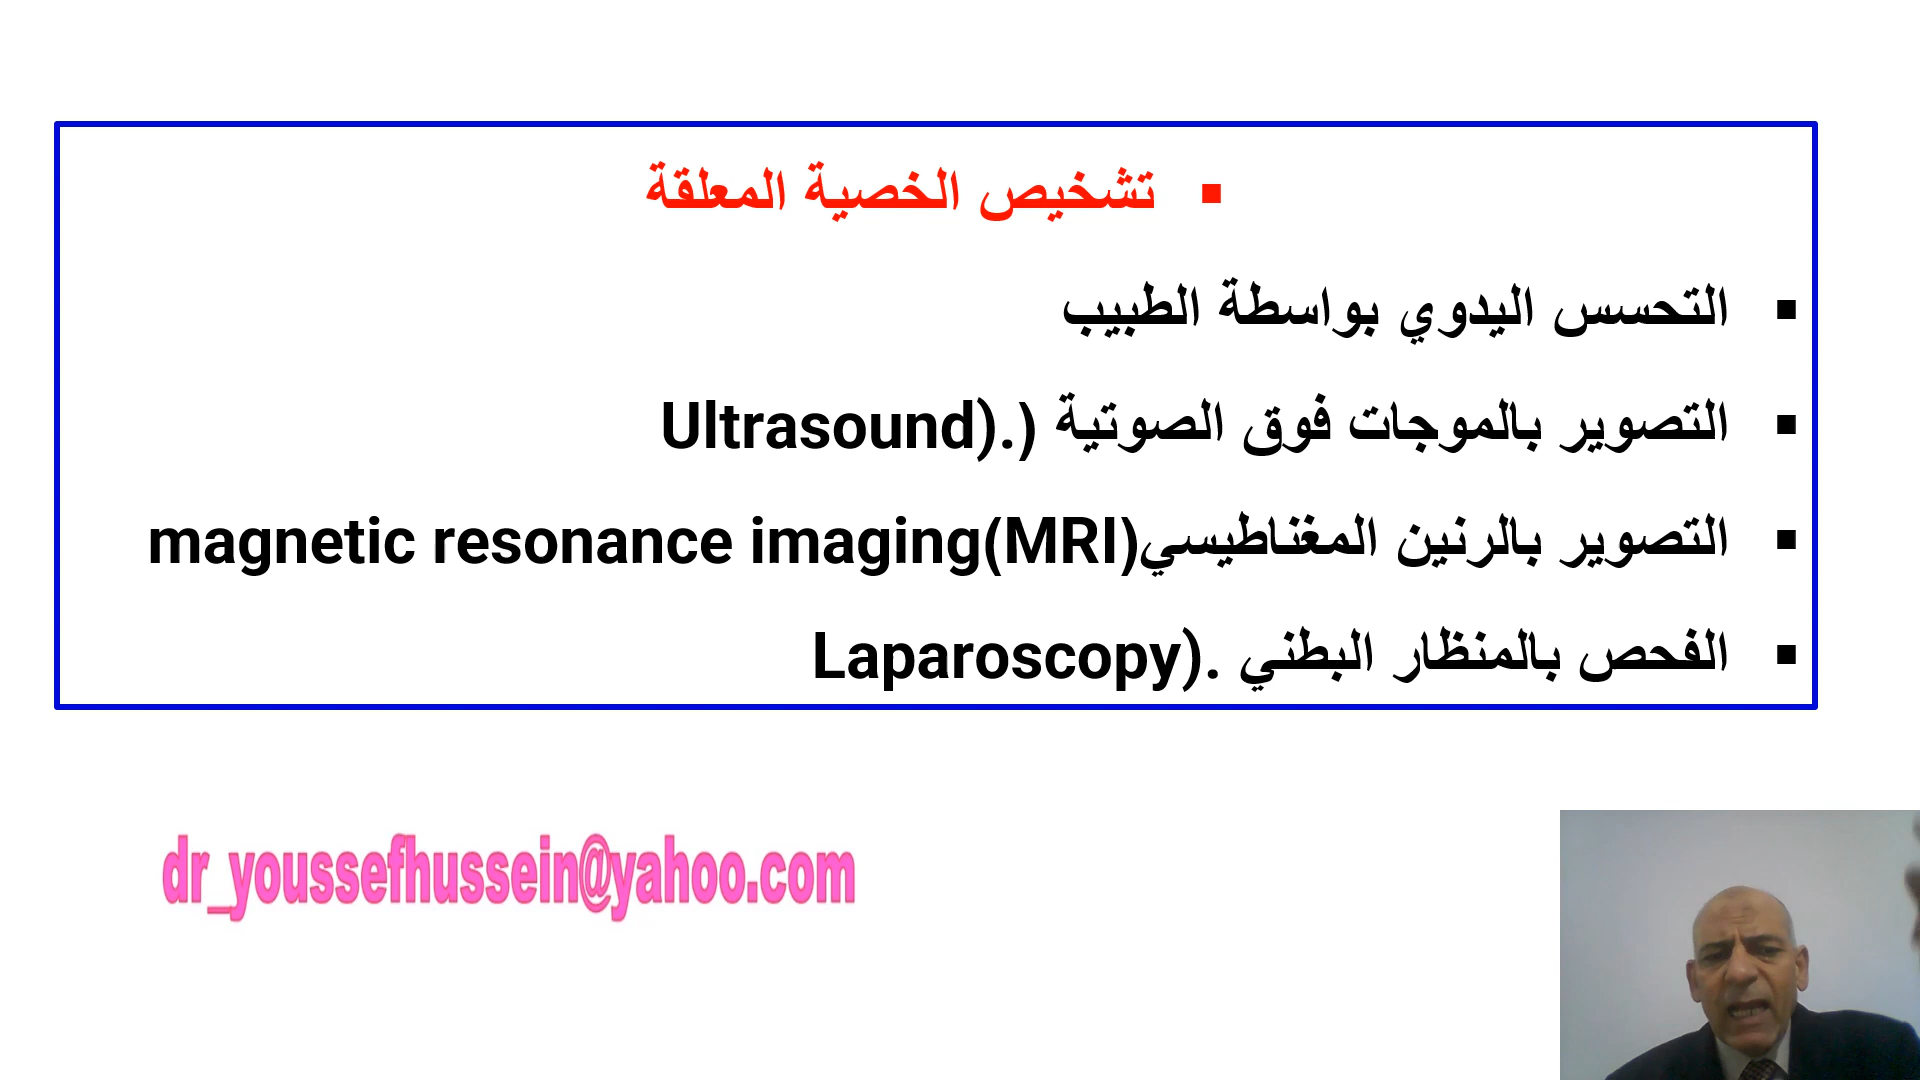 ▪ تشخيص الخصية المعلقة
▪ التحسس اليدوي بواسطة الطبيب
▪ التصوير بالموجات فوق الصوتية (.(Ultrasound
▪ التصوير بالرنين المغناطيسي(magnetic resonance imaging(MRI
▪ الفحص بالمنظار البطني .(Laparoscopy
dr_youssefhussein@yahoo.com